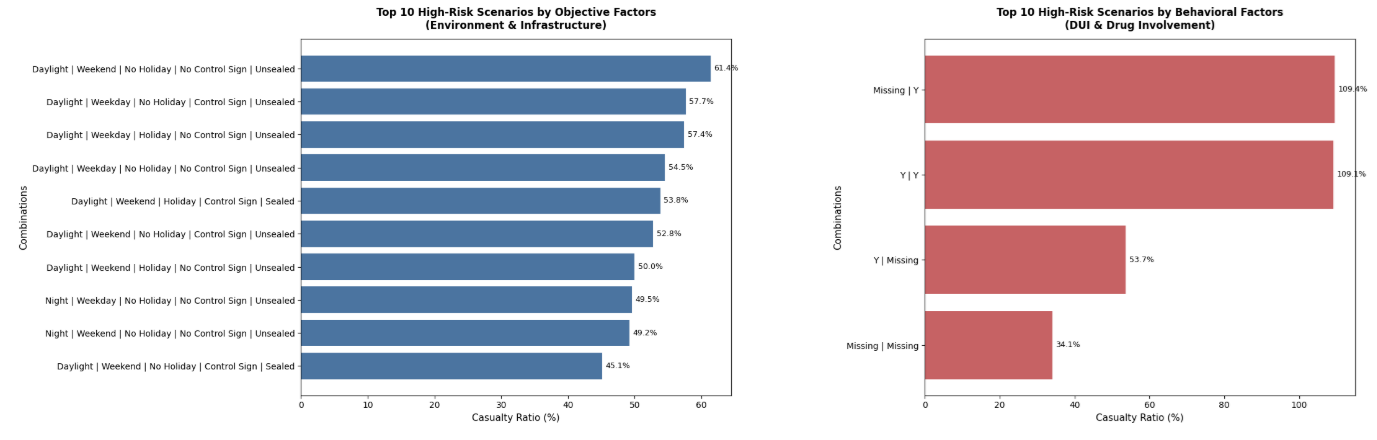 Top 10 High-Risk Scenarios by Objective Factors
(Environment & Infrastructure)
Combinations
Daylight | Weekend | No Holiday | No Control Sign | Unsealed
61.4%
Daylight | Weekday | No Holiday | Control Sign | Unsealed
57.7%
Daylight | Weekday | Holiday | No Control Sign | Unsealed
57.4%
Daylight | Weekday | No Holiday | No Control Sign | Unsealed
54.5%
Daylight | Weekend | Holiday | Control Sign | Sealed
53.8%
Daylight | Weekend | No Holiday | Control Sign | Unsealed
52.8%
Daylight | Weekend | Holiday | No Control Sign | Unsealed
50.0%
Night | Weekday | No Holiday | No Control Sign | Unsealed
49.5%
Night | Weekend | No Holiday | No Control Sign | Unsealed
49.2%
Daylight | Weekend | No Holiday | Control Sign | Sealed
45.1%
0 10 20 30 40 50 60
Casualty Ratio (%)
Top 10 High-Risk Scenarios by Behavioral Factors
(DUI & Drug Involvement)
Combinations
Missing | Y
109.4%
Y | Y
109.1%
Y | Missing
53.7%
Missing | Missing
34.1%
0 20 40 60 80 100
Casualty Ratio (%)